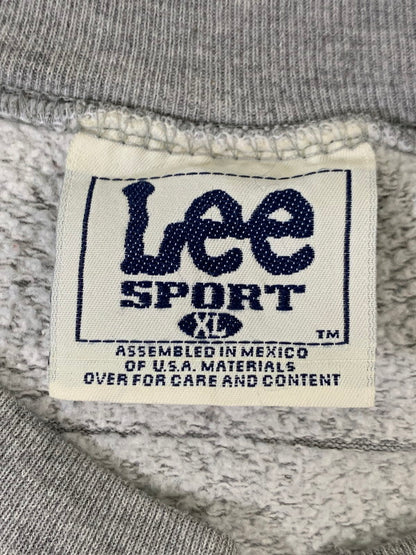 Lee
SPORT
XL
TM
ASSEMBLED IN MEXICO
OF U.S.A. MATERIALS
OVER FOR CARE AND CONTENT